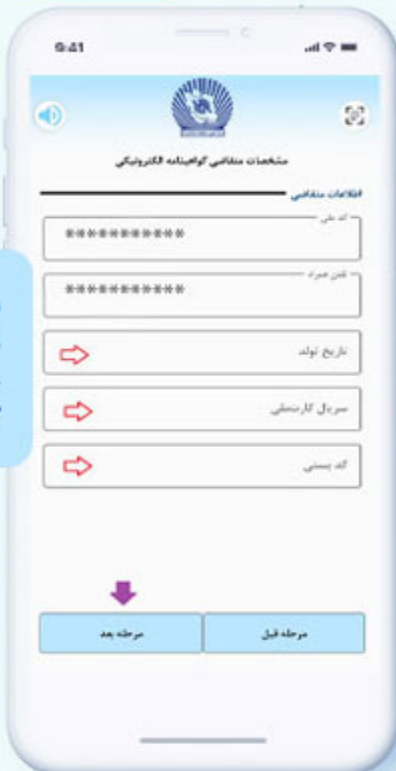 9:41
مشخصات متقاضی گواهینامه الکترونیکی
اطلاعات متقاضی
کد ملی
***********
تلفن همراه
***********
تاریخ تولد
سریال کارت‌ملی
کد پستی
مرحله قبل
مرحله بعد